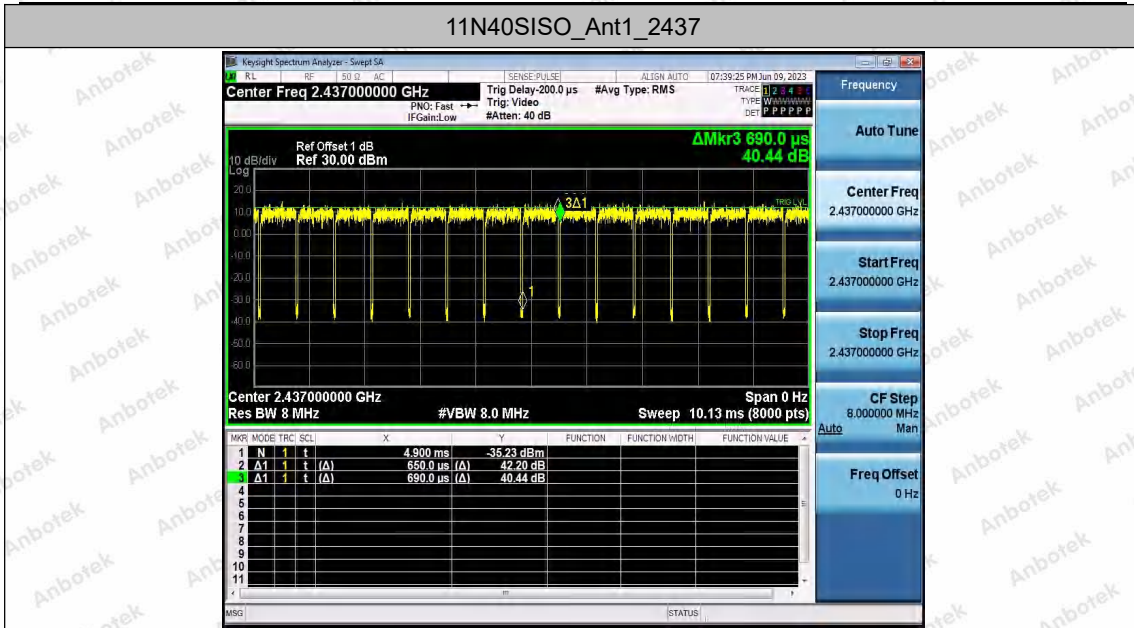 11N40SISO_Ant1_2437
Keysight Spectrum Analyzer - Swept SA
RL RF 50 Ω AC SENSE:PULSE ALIGN AUTO 07:39:25 PM Jun 09, 2023
Center Freq 2.437000000 GHz
PNO: Fast
IFGain:Low
Trig Delay-200.0 µs
Trig: Video
#Atten: 40 dB
#Avg Type: RMS
TRACE 1 2 3 4 5 6
TYPE WWWWWW
DET P P P P P P
ΔMkr3 690.0 µs
40.44 dB
Ref Offset 1 dB
10 dB/div Ref 30.00 dBm
Log
20.0
10.0
0.00
-10.0
-20.0
-30.0
-40.0
-50.0
-60.0
3Δ1
TRIG LVL
1
Center 2.437000000 GHz Span 0 Hz
Res BW 8 MHz #VBW 8.0 MHz Sweep 10.13 ms (8000 pts)
MKR MODE TRC SCL X Y FUNCTION FUNCTION WIDTH FUNCTION VALUE
1 N 1 t 4.900 ms -35.23 dBm
2 Δ1 1 t (Δ) 650.0 µs (Δ) 42.20 dB
3 Δ1 1 t (Δ) 690.0 µs (Δ) 40.44 dB
4
5
6
7
8
9
10
11
MSG STATUS
Frequency
Auto Tune
Center Freq
2.437000000 GHz
Start Freq
2.437000000 GHz
Stop Freq
2.437000000 GHz
CF Step
8.000000 MHz
Auto Man
Freq Offset
0 Hz
Anbotek